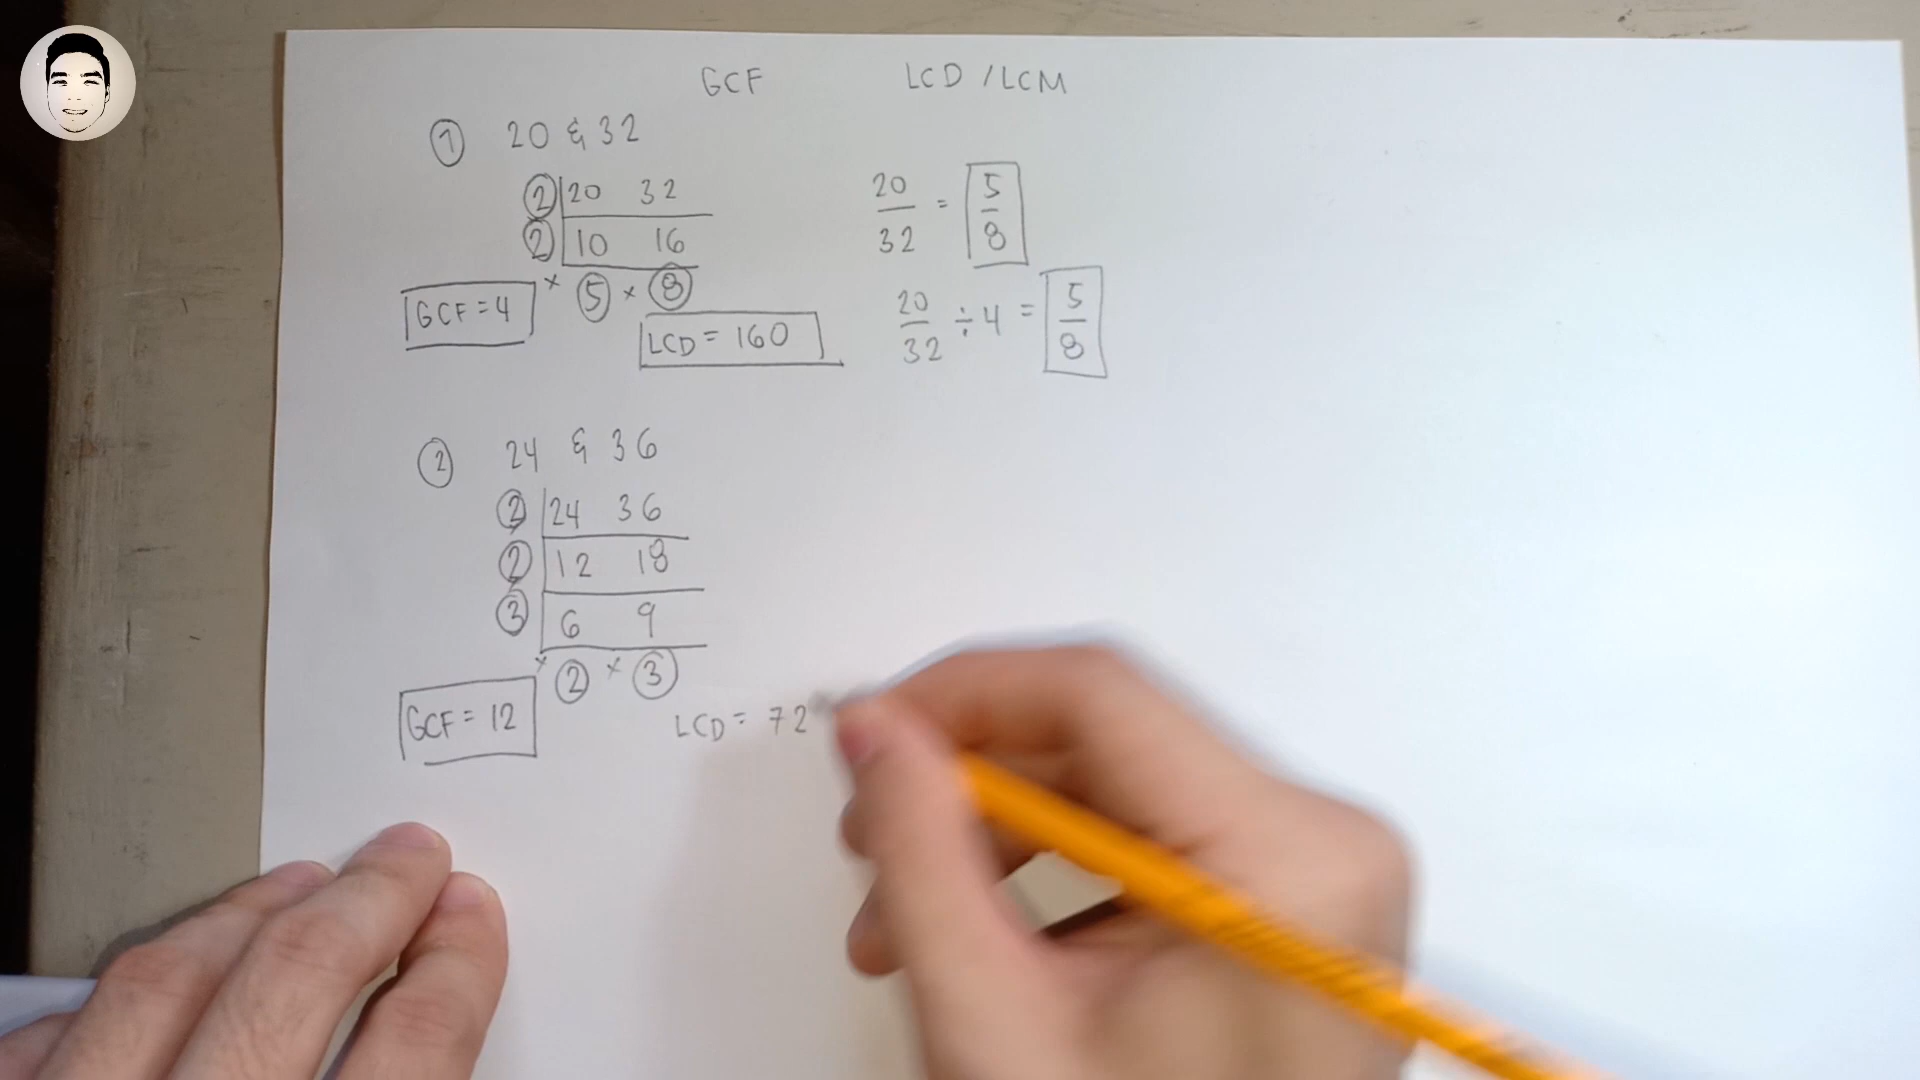 GCF LCD / LCM
① 20 & 32
② 20 32
② 10 16
× ⑤ × ⑧
GCF = 4
LCD = 160
20/32 = 5/8
20/32 ÷ 4 = 5/8
② 24 & 36
② 24 36
② 12 18
③ 6 9
× ② × ③
GCF = 12
LCD = 72